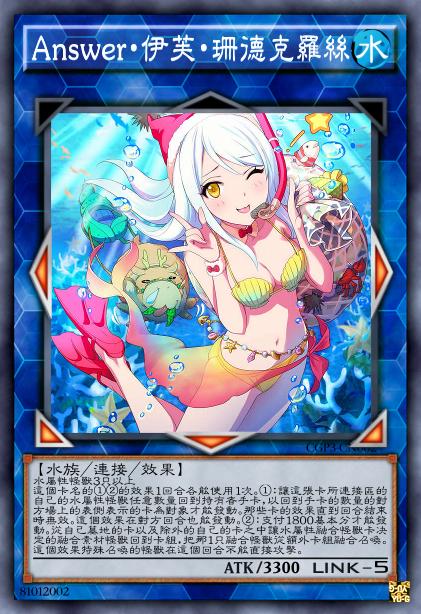 Answer·伊芙·珊德克羅絲
水
CGP3-CN002
【水族／連接／效果】
水屬性怪獸3只以上
這個卡名的①②的效果1回合各能使用1次。①：讓這張卡所連接區的
自己的水屬性怪獸任意數量回到持有者手卡，以回到手卡的數量的對
方場上的表側表示的卡為對象才能發動。那些卡的效果直到回合結束
時無效。這個效果在對方回合也能發動。②：支付1800基本分才能發
動。從自己墓地的卡以及除外的自己的卡之中讓水屬性融合怪獸卡決
定的融合素材怪獸回到卡組，把那1只融合怪獸從額外卡組融合召喚。
這個效果特殊召喚的怪獸在這個回合不能直接攻擊。
ATK/3300 LINK-5
81012002